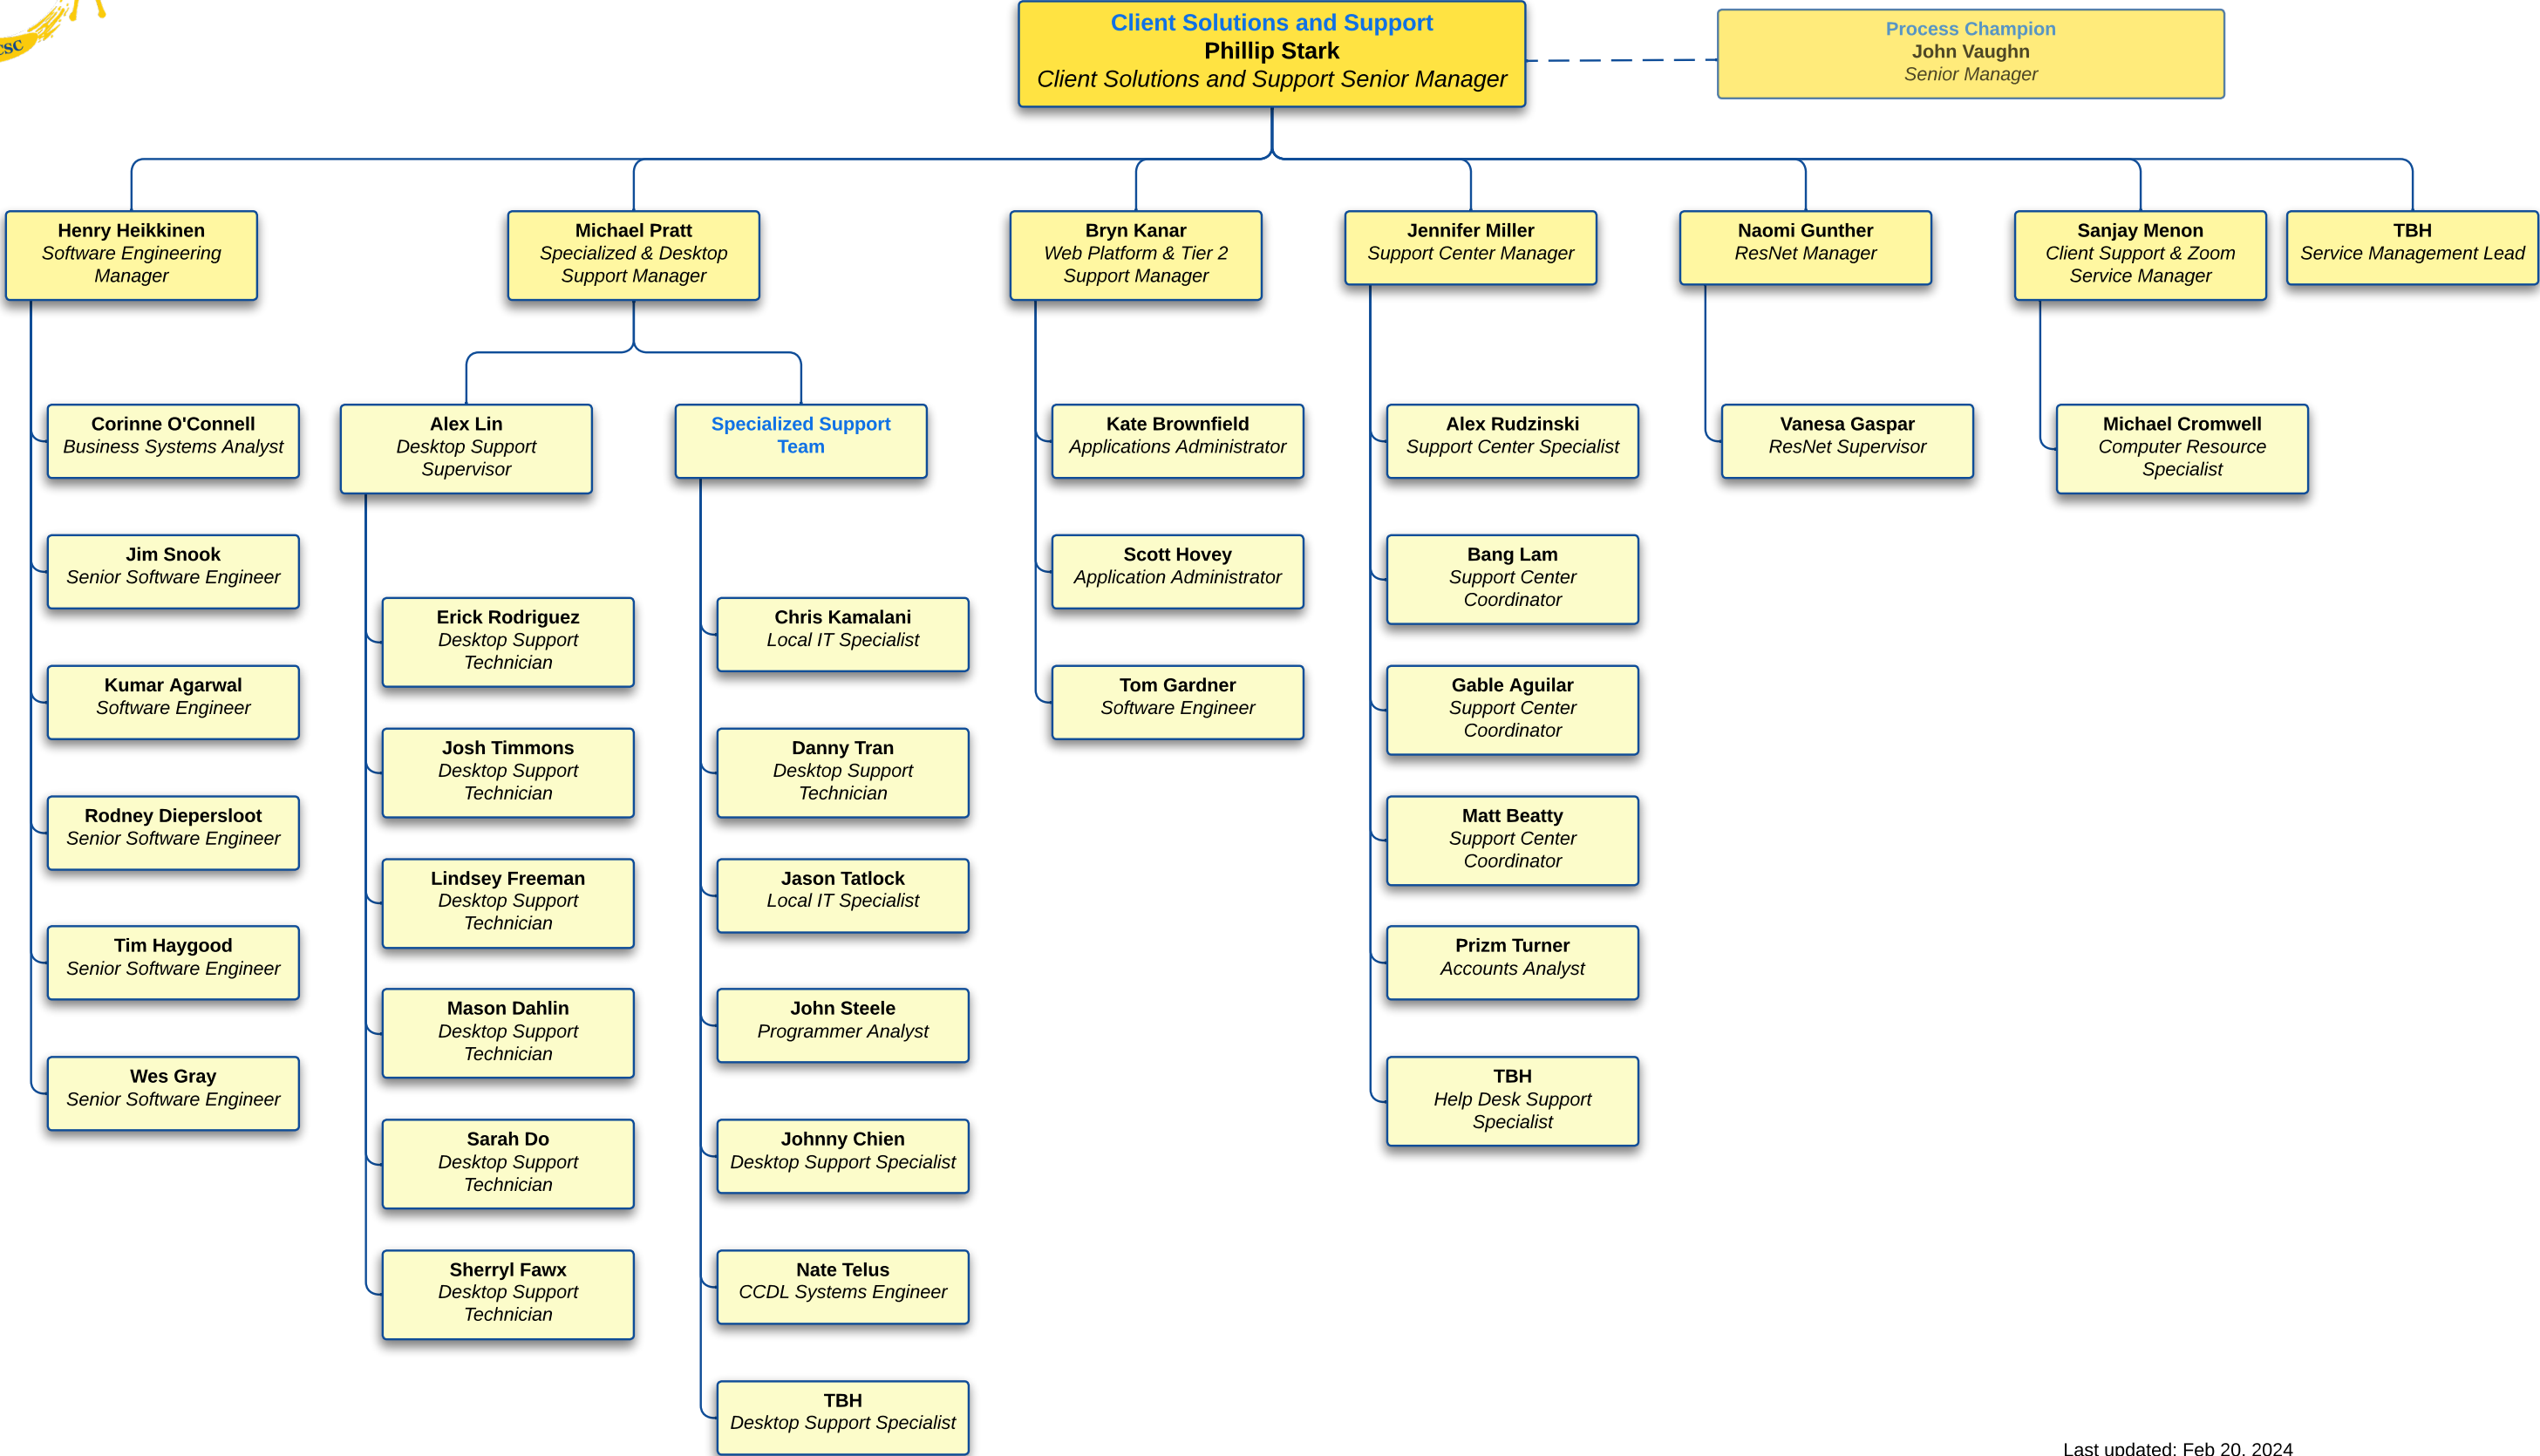 CSC
Client Solutions and Support
Phillip Stark
Client Solutions and Support Senior Manager
Process Champion
John Vaughn
Senior Manager
Henry Heikkinen
Software Engineering
Manager
Michael Pratt
Specialized & Desktop
Support Manager
Bryn Kanar
Web Platform & Tier 2
Support Manager
Jennifer Miller
Support Center Manager
Naomi Gunther
ResNet Manager
Sanjay Menon
Client Support & Zoom
Service Manager
TBH
Service Management Lead
Corinne O'Connell
Business Systems Analyst
Jim Snook
Senior Software Engineer
Kumar Agarwal
Software Engineer
Rodney Diepersloot
Senior Software Engineer
Tim Haygood
Senior Software Engineer
Wes Gray
Senior Software Engineer
Alex Lin
Desktop Support
Supervisor
Erick Rodriguez
Desktop Support
Technician
Josh Timmons
Desktop Support
Technician
Lindsey Freeman
Desktop Support
Technician
Mason Dahlin
Desktop Support
Technician
Sarah Do
Desktop Support
Technician
Sherryl Fawx
Desktop Support
Technician
Specialized Support
Team
Chris Kamalani
Local IT Specialist
Danny Tran
Desktop Support
Technician
Jason Tatlock
Local IT Specialist
John Steele
Programmer Analyst
Johnny Chien
Desktop Support Specialist
Nate Telus
CCDL Systems Engineer
TBH
Desktop Support Specialist
Kate Brownfield
Applications Administrator
Scott Hovey
Application Administrator
Tom Gardner
Software Engineer
Alex Rudzinski
Support Center Specialist
Bang Lam
Support Center
Coordinator
Gable Aguilar
Support Center
Coordinator
Matt Beatty
Support Center
Coordinator
Prizm Turner
Accounts Analyst
TBH
Help Desk Support
Specialist
Vanesa Gaspar
ResNet Supervisor
Michael Cromwell
Computer Resource
Specialist
Last updated: Feb 20, 2024